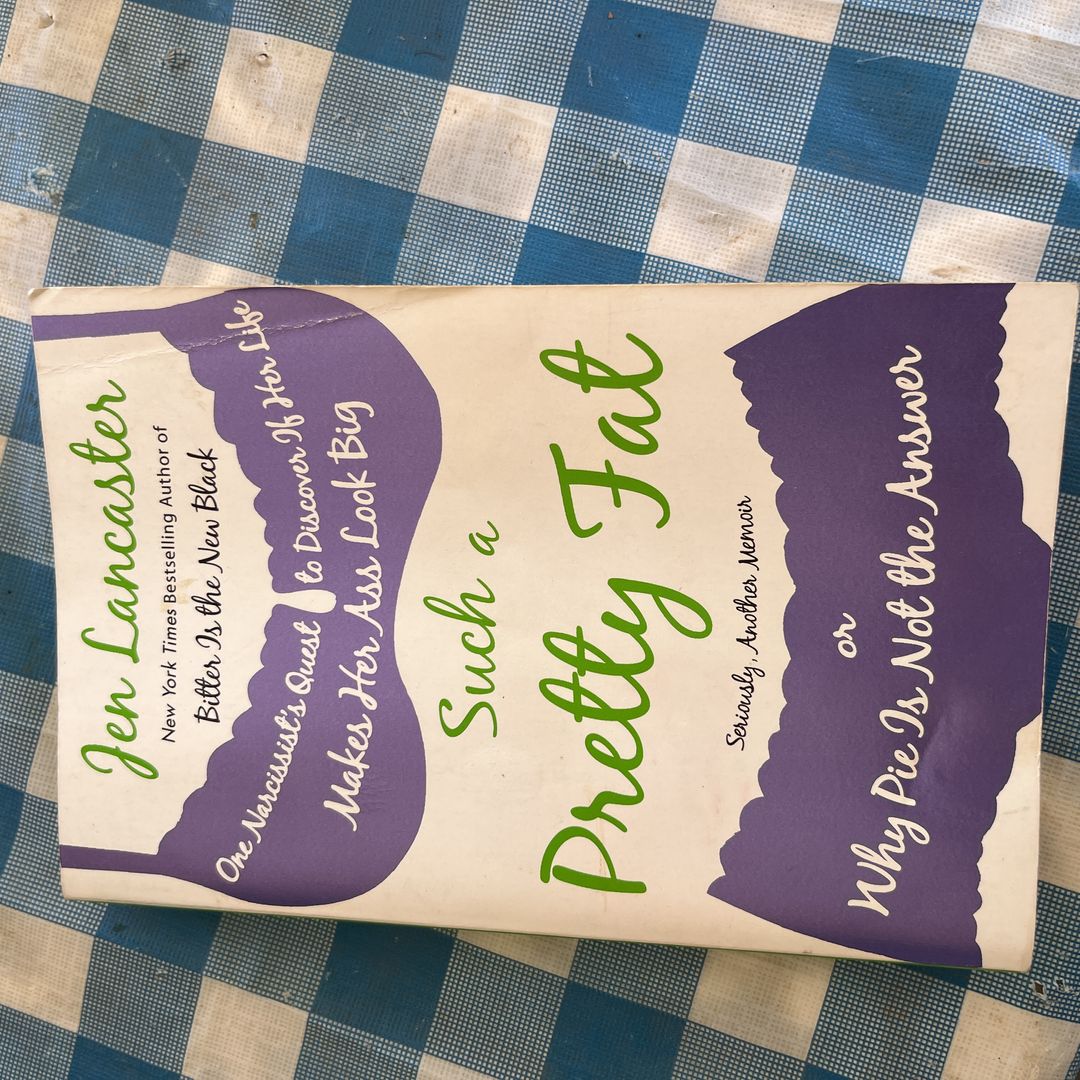 Jen Lancaster
New York Times Bestselling Author of
Bitter Is the New Black
One Narcissist's Quest to Discover If Her Life
Makes Her Ass Look Big
Such a
Pretty Fat
Seriously, Another Memoir
or
Why Pie Is Not the Answer